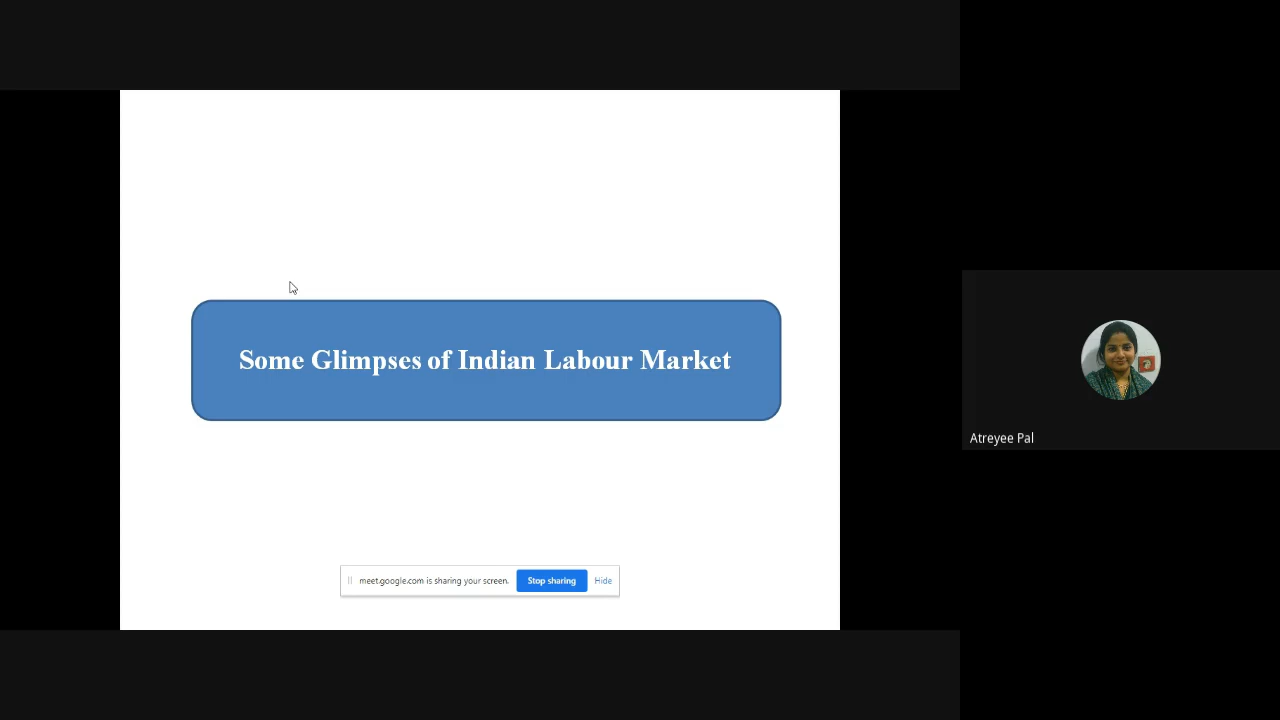 Some Glimpses of Indian Labour Market
Atreyee Pal
meet.google.com is sharing your screen. Stop sharing Hide